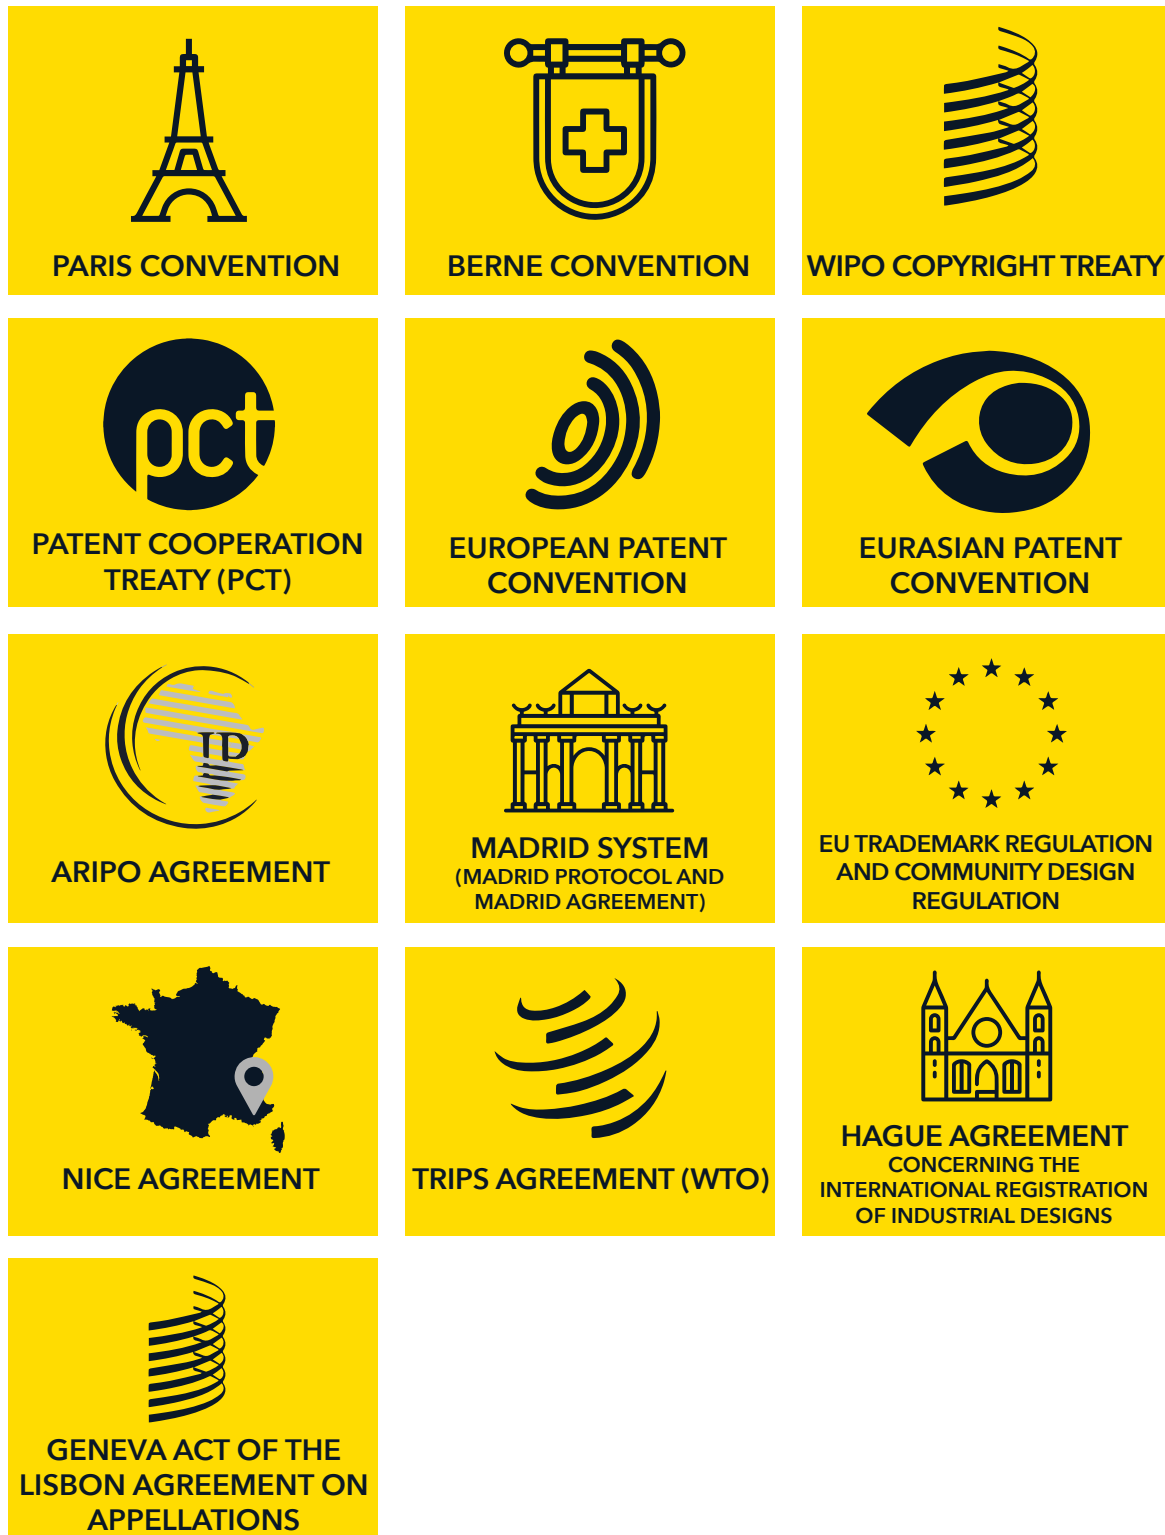 PARIS CONVENTION
BERNE CONVENTION
WIPO COPYRIGHT TREATY
pct
PATENT COOPERATION
TREATY (PCT)
EUROPEAN PATENT
CONVENTION
EURASIAN PATENT
CONVENTION
IP
ARIPO AGREEMENT
MADRID SYSTEM
(MADRID PROTOCOL AND
MADRID AGREEMENT)
EU TRADEMARK REGULATION
AND COMMUNITY DESIGN
REGULATION
NICE AGREEMENT
TRIPS AGREEMENT (WTO)
HAGUE AGREEMENT
CONCERNING THE
INTERNATIONAL REGISTRATION
OF INDUSTRIAL DESIGNS
GENEVA ACT OF THE
LISBON AGREEMENT ON
APPELLATIONS